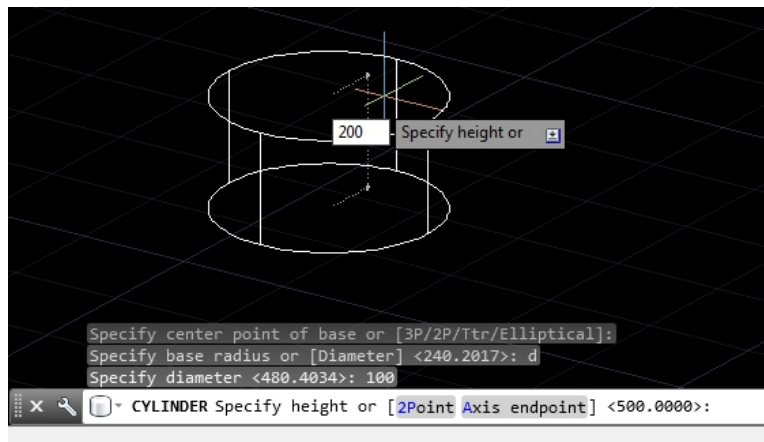 200 Specify height or
Specify center point of base or [3P/2P/Ttr/Elliptical]:
Specify base radius or [Diameter] <240.2017>: d
Specify diameter <480.4034>: 100
CYLINDER Specify height or [2Point Axis endpoint] <500.0000>: